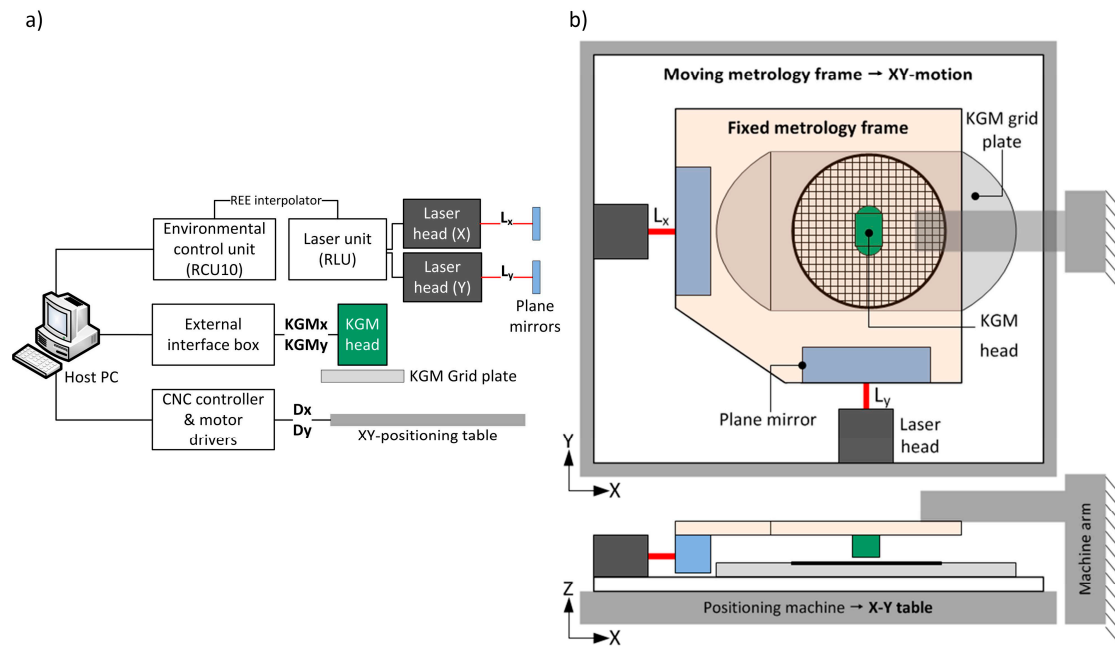 a)
REE interpolator
Environmental
control unit
(RCU10)
Laser unit
(RLU)
Laser
head (X)
Lx
Laser
head (Y)
Ly
Plane
mirrors
Host PC
External
interface box
KGMx
KGMy
KGM
head
KGM Grid plate
CNC controller
& motor
drivers
Dx
Dy
XY-positioning table
b)
Moving metrology frame → XY-motion
Fixed metrology frame
KGM grid
plate
Lx
KGM
head
Plane mirror
Ly
Laser
head
Y
X
Machine arm
Z
X
Positioning machine → X-Y table